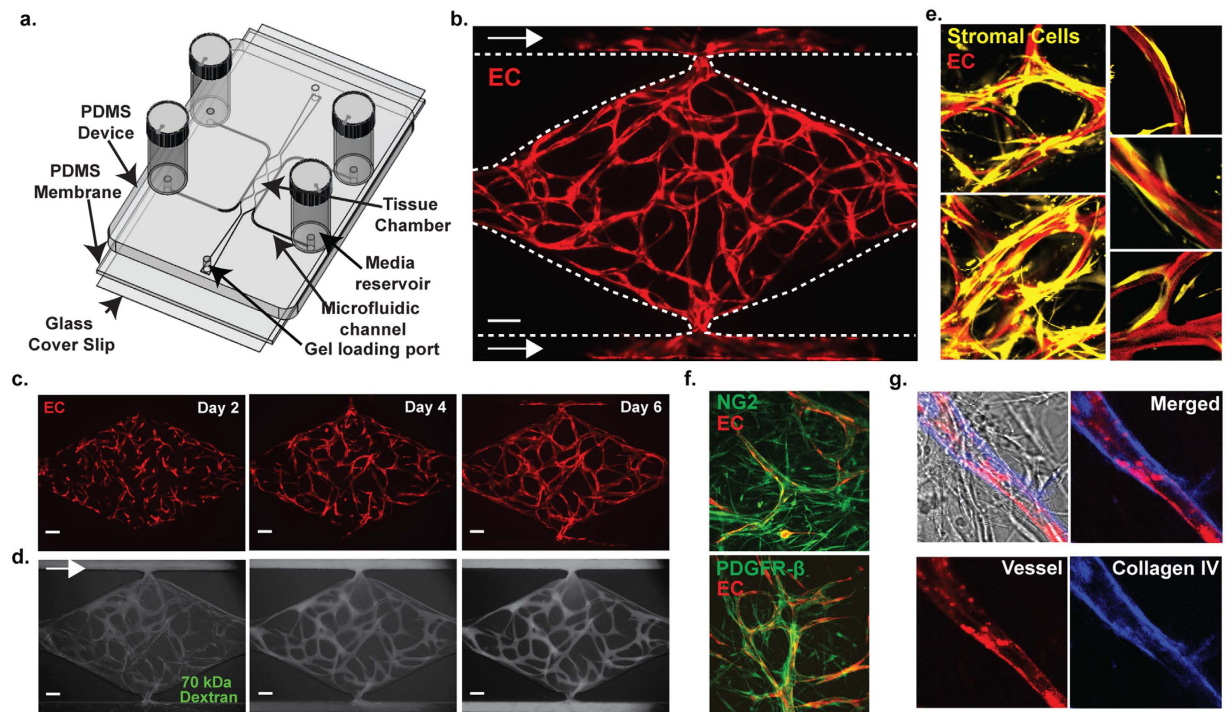 a.
PDMS
Device
PDMS
Membrane
Glass
Cover Slip
Tissue
Chamber
Media
reservoir
Microfluidic
channel
Gel loading port
b.
EC
c.
EC
Day 2
Day 4
Day 6
d.
70 kDa
Dextran
e.
Stromal Cells
EC
f.
NG2
EC
PDGFR-β
EC
g.
Merged
Vessel
Collagen IV